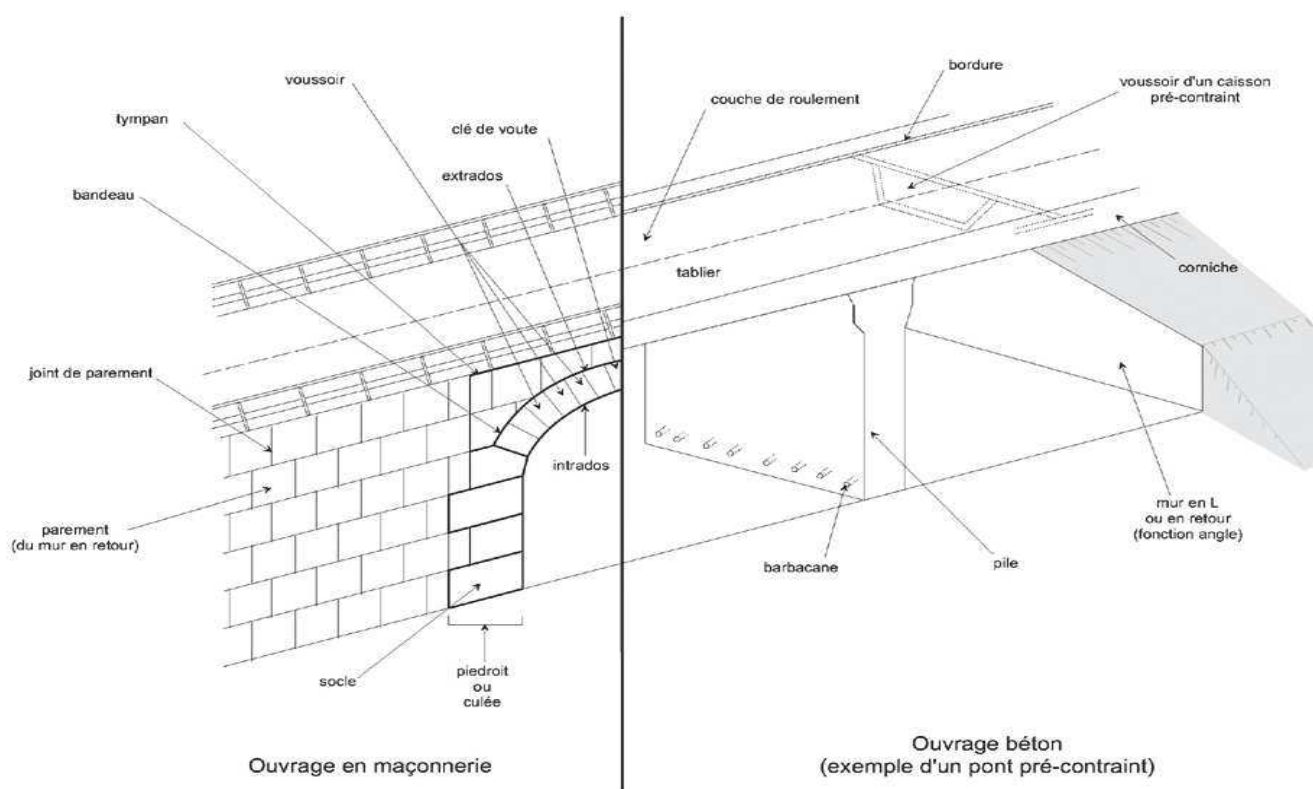 voussoir
tympan
clé de voute
bandeau
extrados
joint de parement
intrados
parement
(du mur en retour)
socle
piedroit
ou
culée
Ouvrage en maçonnerie
bordure
couche de roulement
voussoir d'un caisson
pré-contraint
tablier
corniche
mur en L
ou en retour
(fonction angle)
barbacane
pile
Ouvrage béton
(exemple d'un pont pré-contraint)